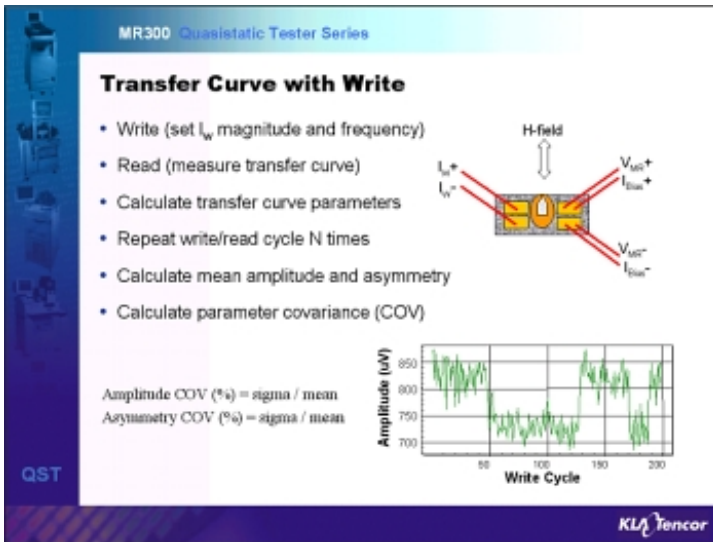 MR300 Quasistatic Tester Series
Transfer Curve with Write
• Write (set Iw magnitude and frequency)
• Read (measure transfer curve)
• Calculate transfer curve parameters
• Repeat write/read cycle N times
• Calculate mean amplitude and asymmetry
• Calculate parameter covariance (COV)
H-field
Iw+
Iw-
VMR+
IBias+
VMR-
IBias-
Amplitude COV (%) = sigma / mean
Asymmetry COV (%) = sigma / mean
Amplitude (uV)
850
800
750
700
50 100 150 200
Write Cycle
QST
KLA Tencor